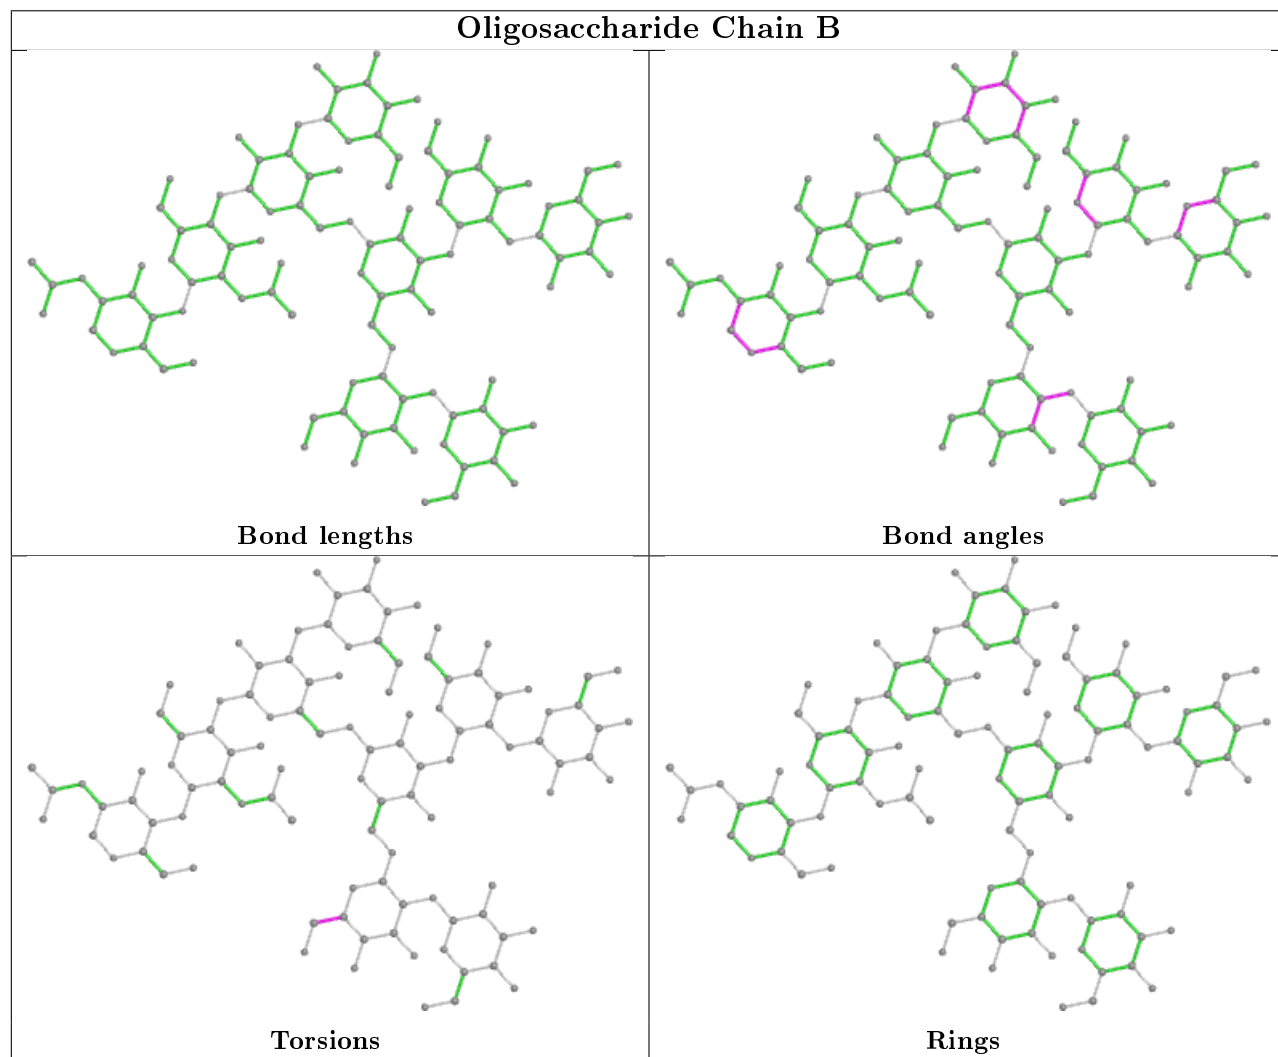 Oligosaccharide Chain B
Bond lengths
Bond angles
Torsions
Rings